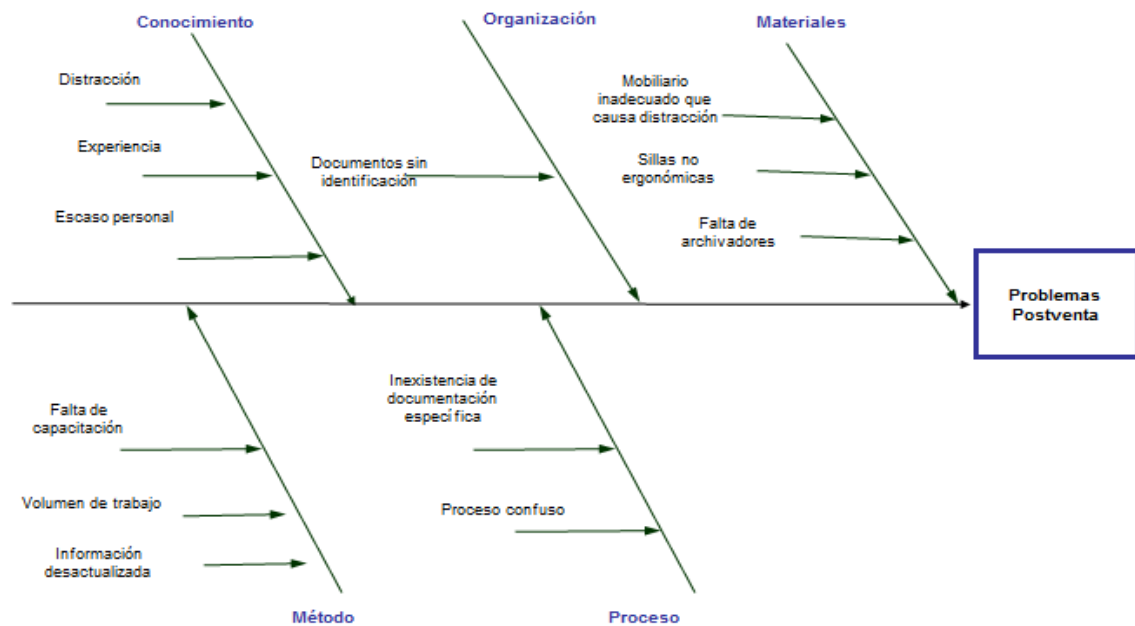 Conocimiento
Organización
Materiales
Distracción
Experiencia
Escaso personal
Documentos sin
identificación
Mobiliario
inadecuado que
causa distracción
Sillas no
ergonómicas
Falta de
archivadores
Problemas
Postventa
Falta de
capacitación
Volumen de trabajo
Información
desactualizada
Inexistencia de
documentación
específica
Proceso confuso
Método
Proceso